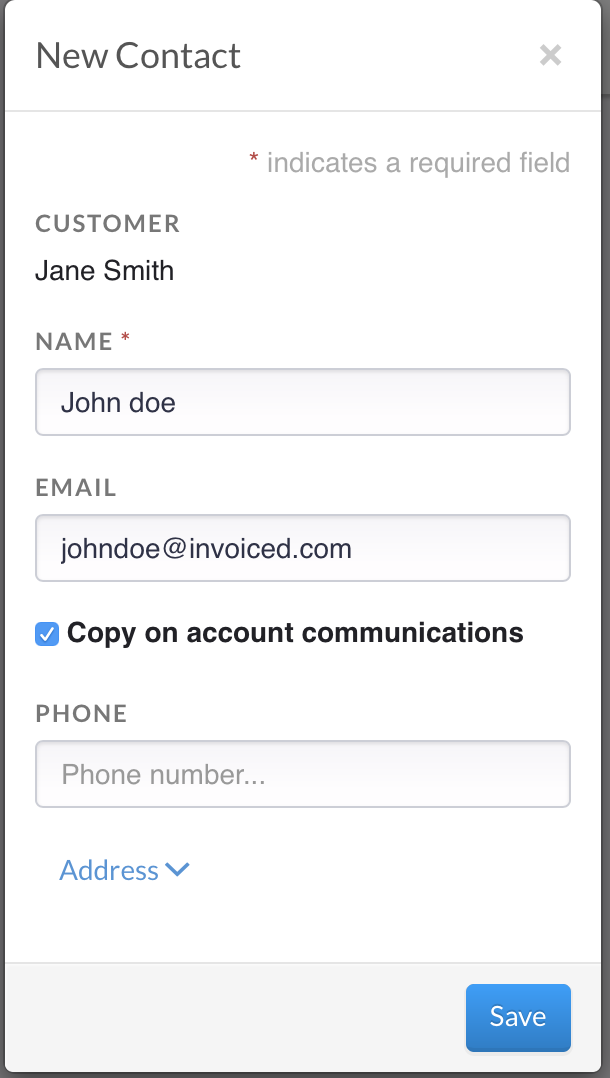 New Contact ×
* indicates a required field
CUSTOMER
Jane Smith
NAME *
John doe
EMAIL
johndoe@invoiced.com
Copy on account communications
PHONE
Phone number...
Address
Save